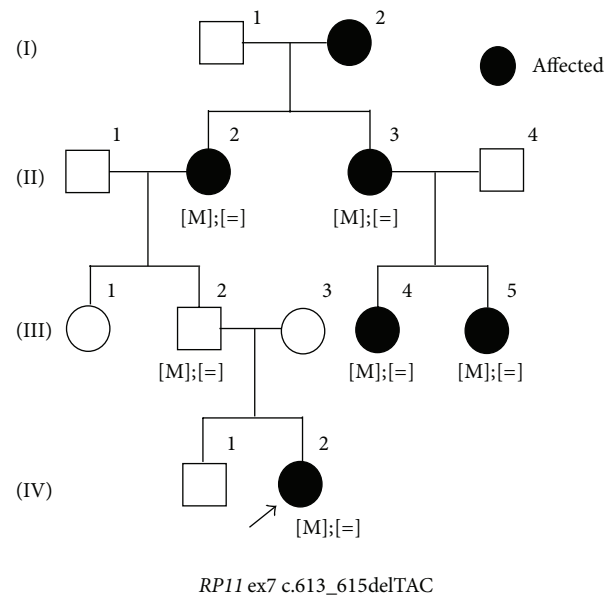 (I) 1 2 Affected
1 2 3 4
(II)
[M];[=] [M];[=]
1 2 3 4 5
(III)
[M];[=] [M];[=] [M];[=]
1 2
(IV)
[M];[=]
RP11 ex7 c.613_615delTAC